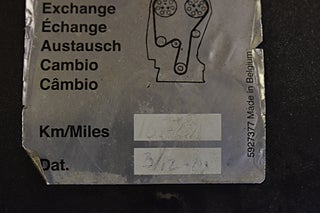 Exchange
Échange
Austausch
Cambio
Câmbio
Km/Miles
Dat.
5927377 Made in Belgium